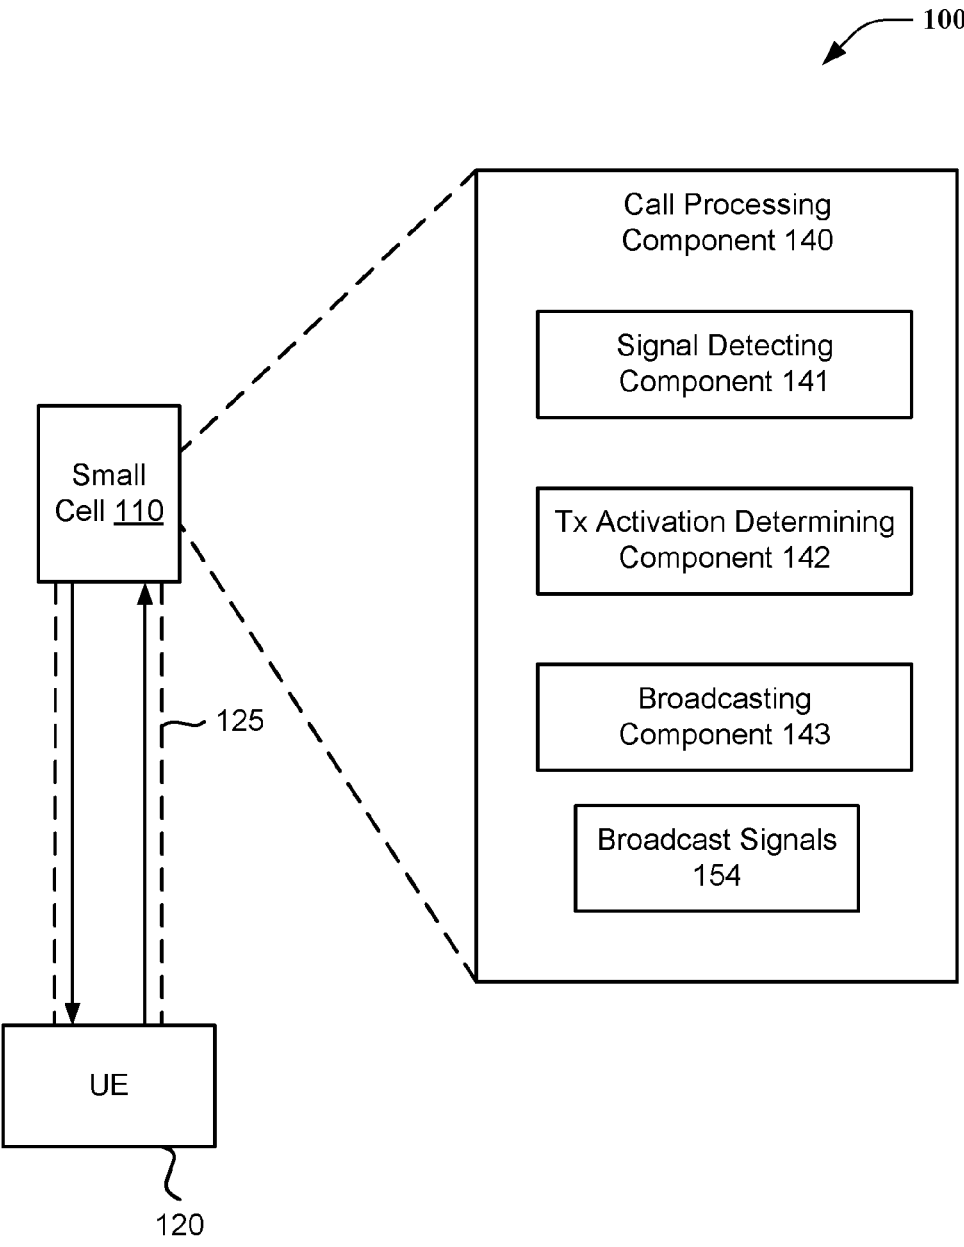 100
Call Processing
Component 140
Signal Detecting
Component 141
Small
Cell 110
Tx Activation Determining
Component 142
Broadcasting
Component 143
125
Broadcast Signals
154
UE
120